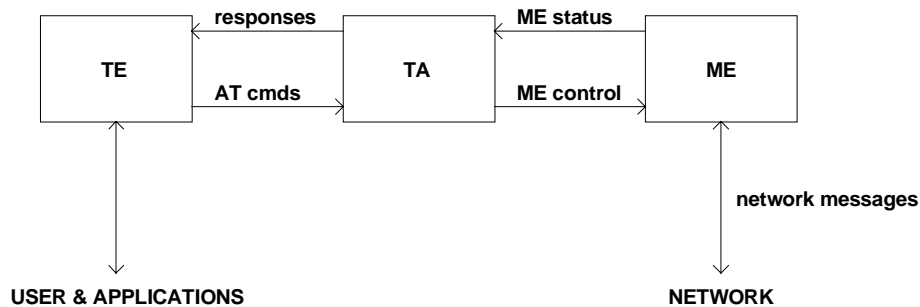 responses
ME status
TE
TA
ME
AT cmds
ME control
network messages
USER & APPLICATIONS
NETWORK